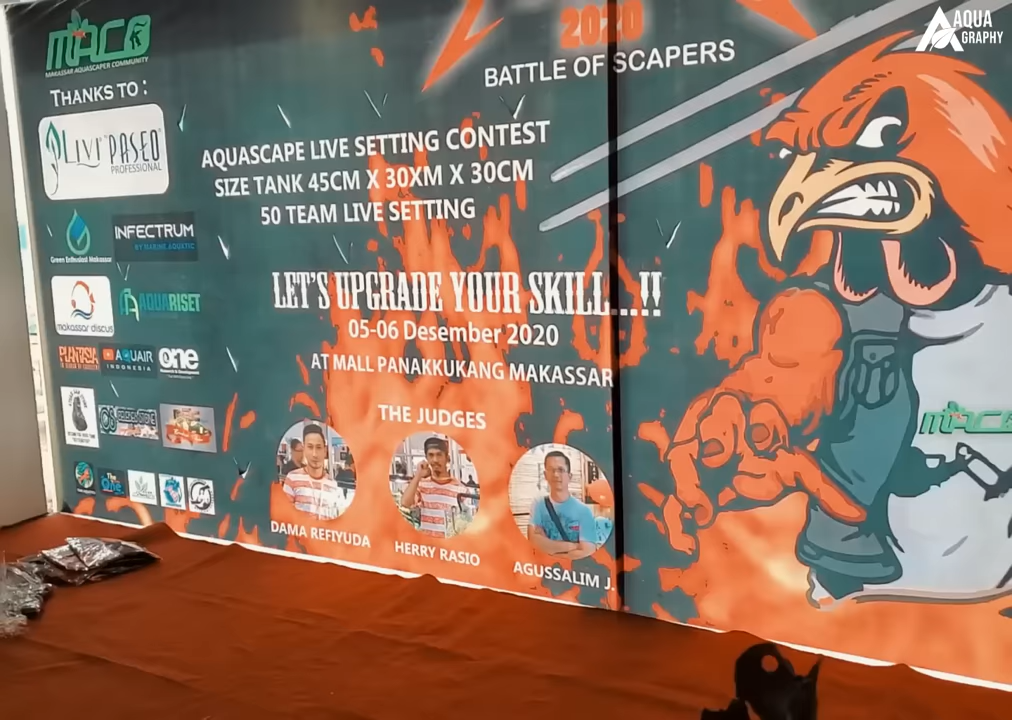 AQUA
GRAPHY
MACK
MAKASSAR AQUASCAPER COMMUNITY
THANKS TO :
LIVI PASEO
PROFESSIONAL
Green Enthusiast Makassar
INFECTRUM
BY MARINE AQUATIC
makassar discus
AQUARISET
PLANTASIA
AQUAIR
INDONESIA
one
The One
2020
BATTLE OF SCAPERS
AQUASCAPE LIVE SETTING CONTEST
SIZE TANK 45CM X 30XM X 30CM
50 TEAM LIVE SETTING
LET'S UPGRADE YOUR SKILL...!!
05-06 Desember 2020
AT MALL PANAKKUKANG MAKASSAR
THE JUDGES
DAMA REFIYUDA
HERRY RASIO
AGUSSALIM J.